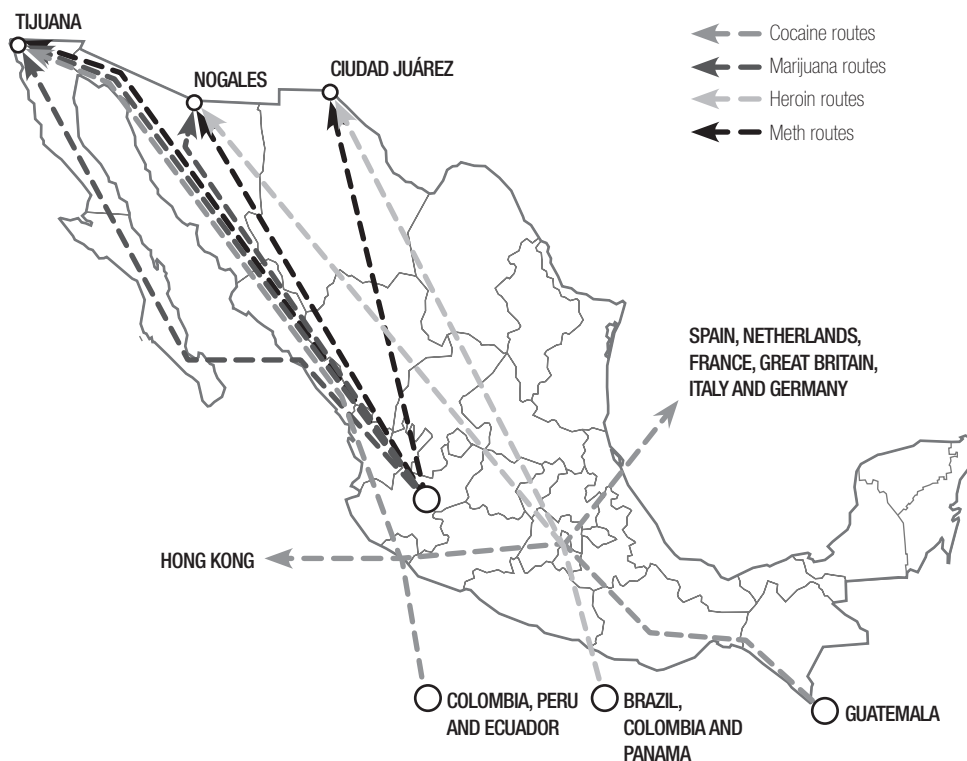 TIJUANA
NOGALES
CIUDAD JUÁREZ
Cocaine routes
Marijuana routes
Heroin routes
Meth routes
SPAIN, NETHERLANDS,
FRANCE, GREAT BRITAIN,
ITALY AND GERMANY
HONG KONG
COLOMBIA, PERU
AND ECUADOR
BRAZIL,
COLOMBIA AND
PANAMA
GUATEMALA